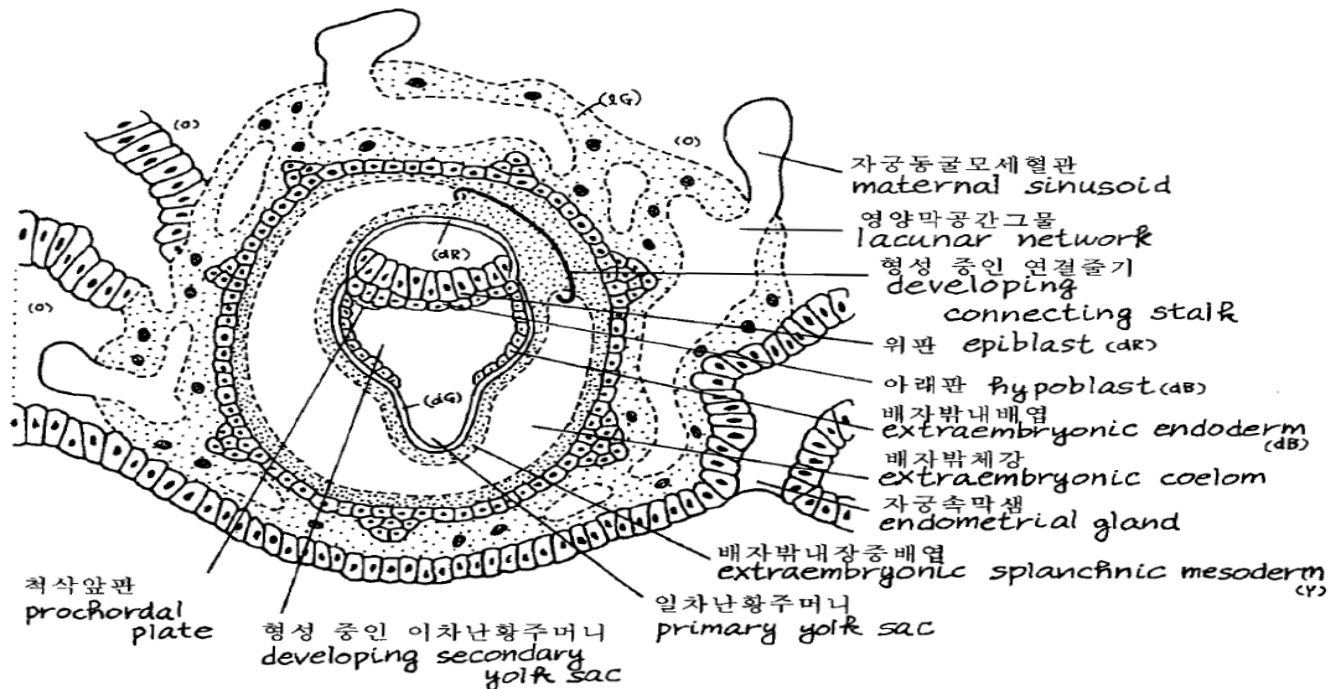 (lG)
(o)
(o)
(o)
(dR)
(dG)
자궁동굴모세혈관
maternal sinusoid
영양막공간그물
lacunar network
형성 중인 연결줄기
developing
connecting stalk
위판 epiblast (dR)
아래판 hypoblast (dB)
배자밖내배엽
extraembryonic endoderm
(dB)
배자밖체강
extraembryonic coelom
자궁속막샘
endometrial gland
배자밖내장중배엽
extraembryonic splanchnic mesoderm
(Y)
일차난황주머니
primary yolk sac
형성 중인 이차난황주머니
developing secondary
yolk sac
척삭앞판
prochordal
plate